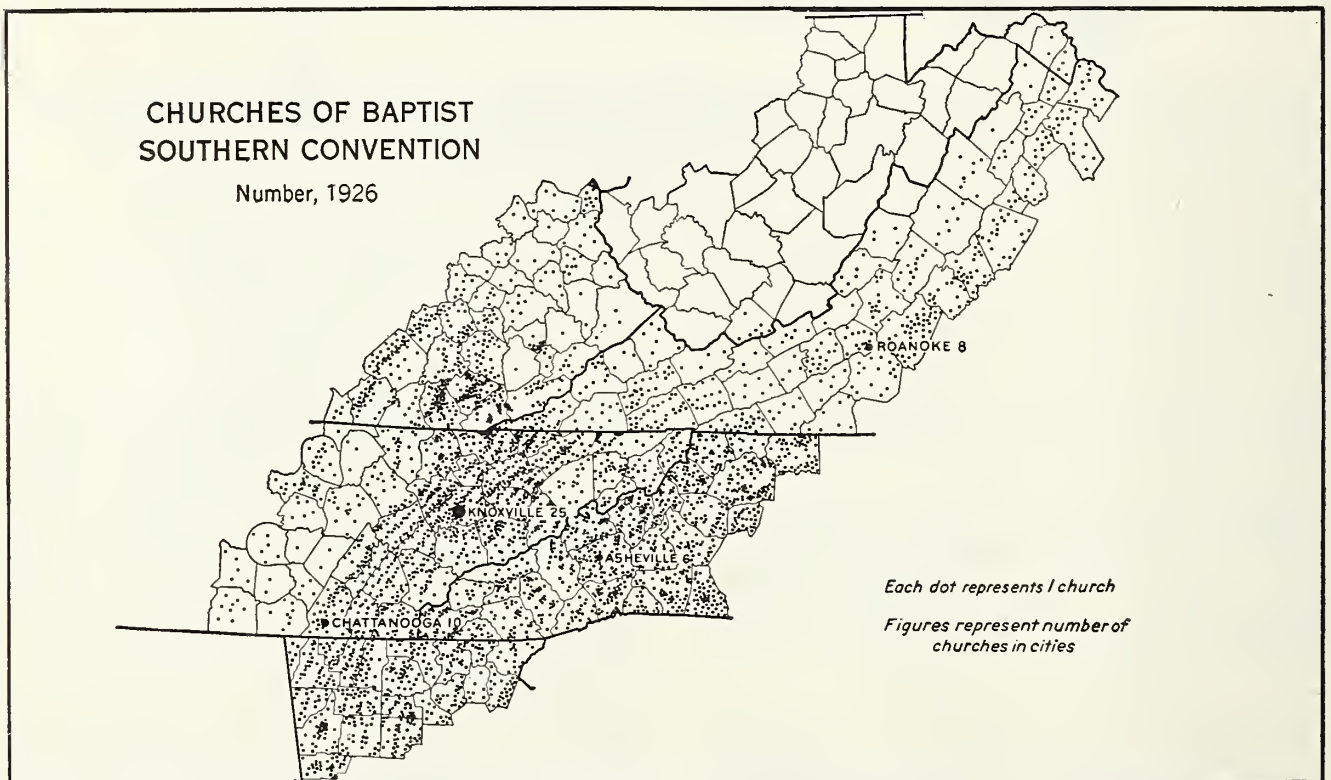 CHURCHES OF BAPTIST
SOUTHERN CONVENTION
Number, 1926
ROANOKE 8
KNOXVILLE 25
ASHEVILLE 6
CHATTANOOGA 10
Each dot represents 1 church
Figures represent number of
churches in cities